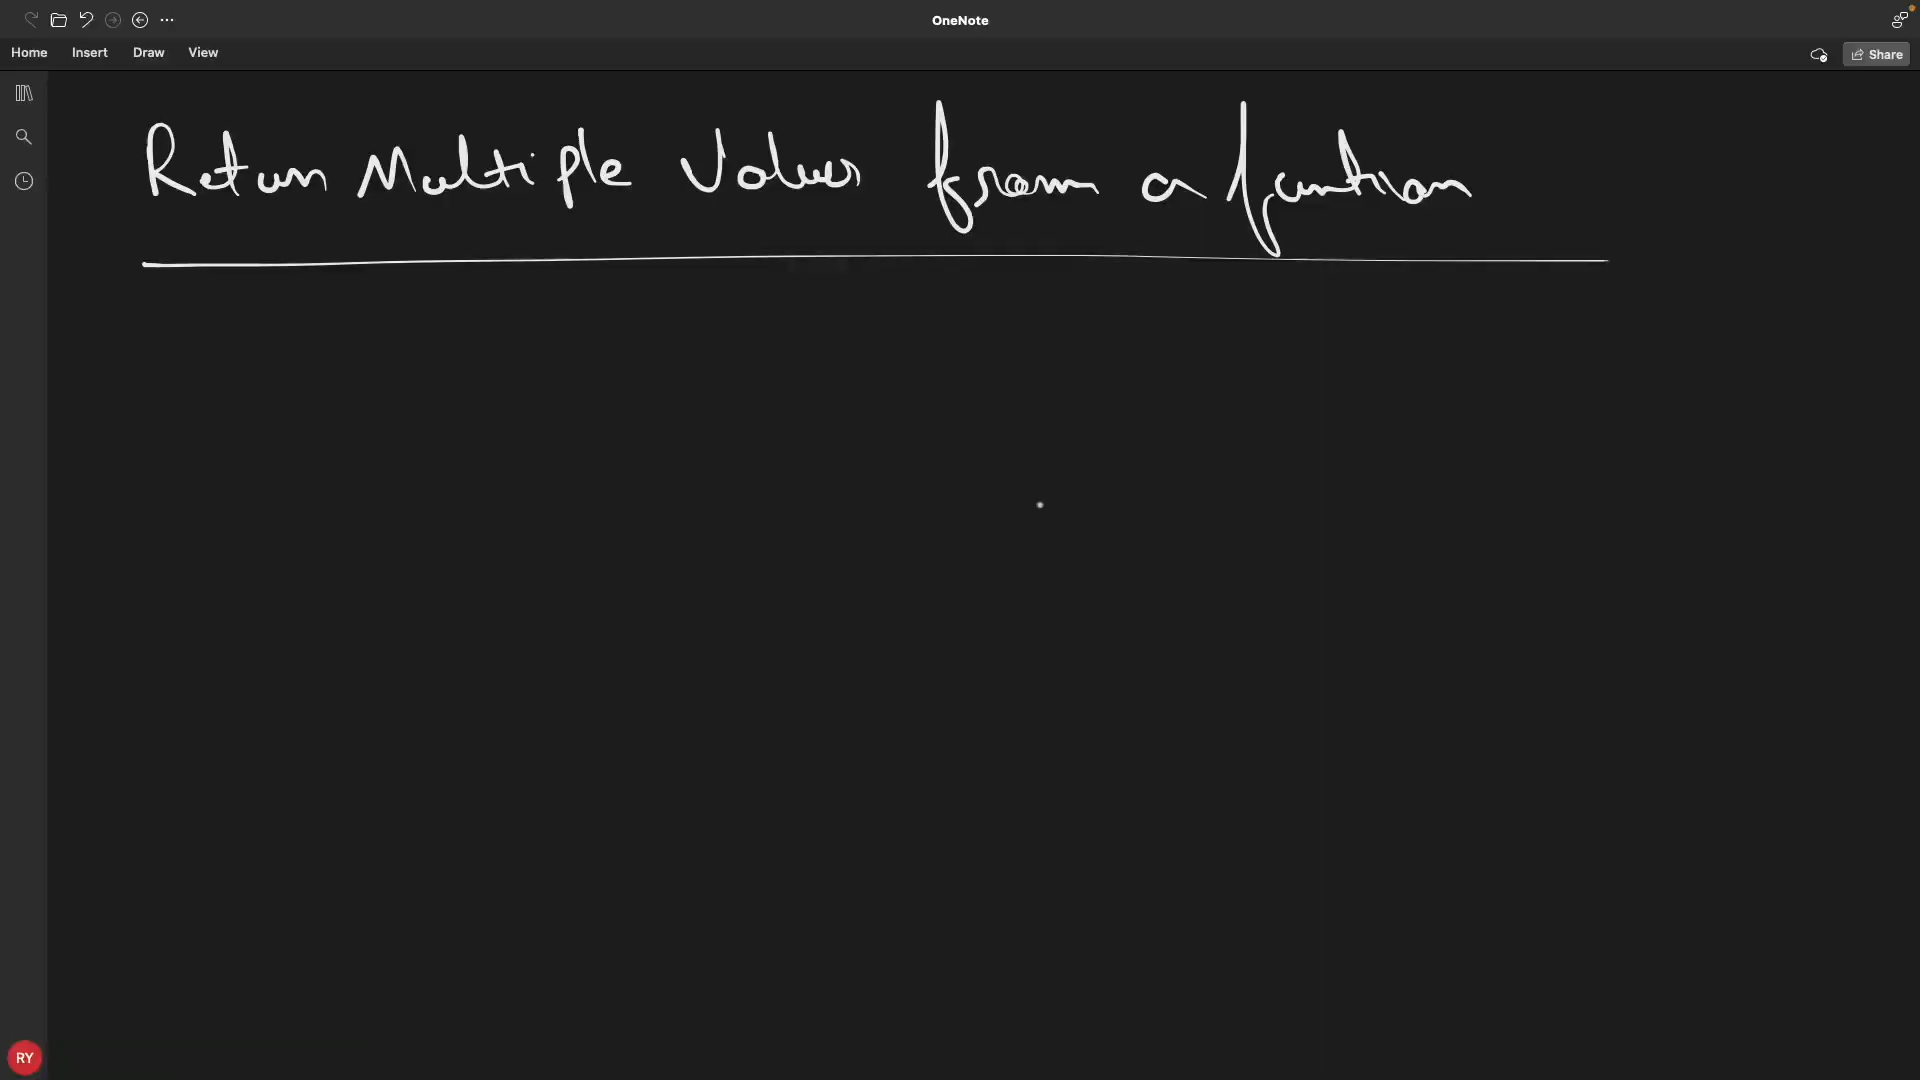 OneNote
Home Insert Draw View
Share
Return Multiple Values from a function
RY